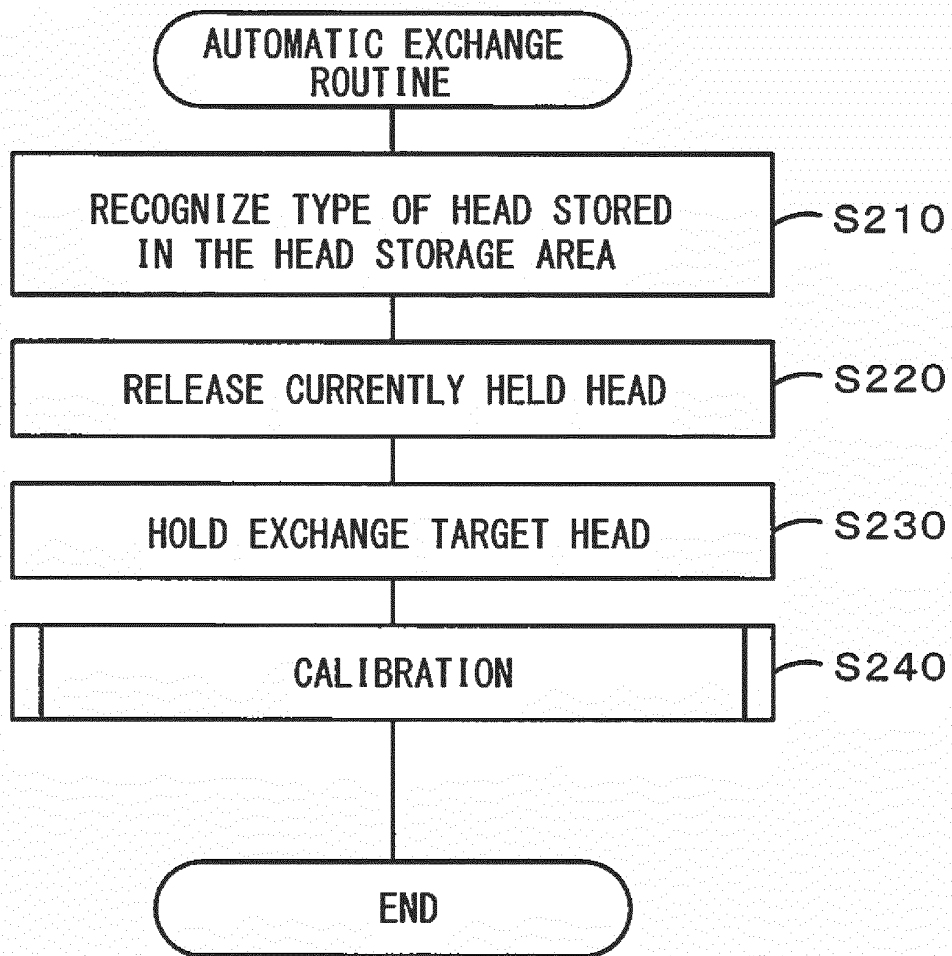 AUTOMATIC EXCHANGE
ROUTINE
RECOGNIZE TYPE OF HEAD STORED
IN THE HEAD STORAGE AREA
S210
RELEASE CURRENTLY HELD HEAD
S220
HOLD EXCHANGE TARGET HEAD
S230
CALIBRATION
S240
END